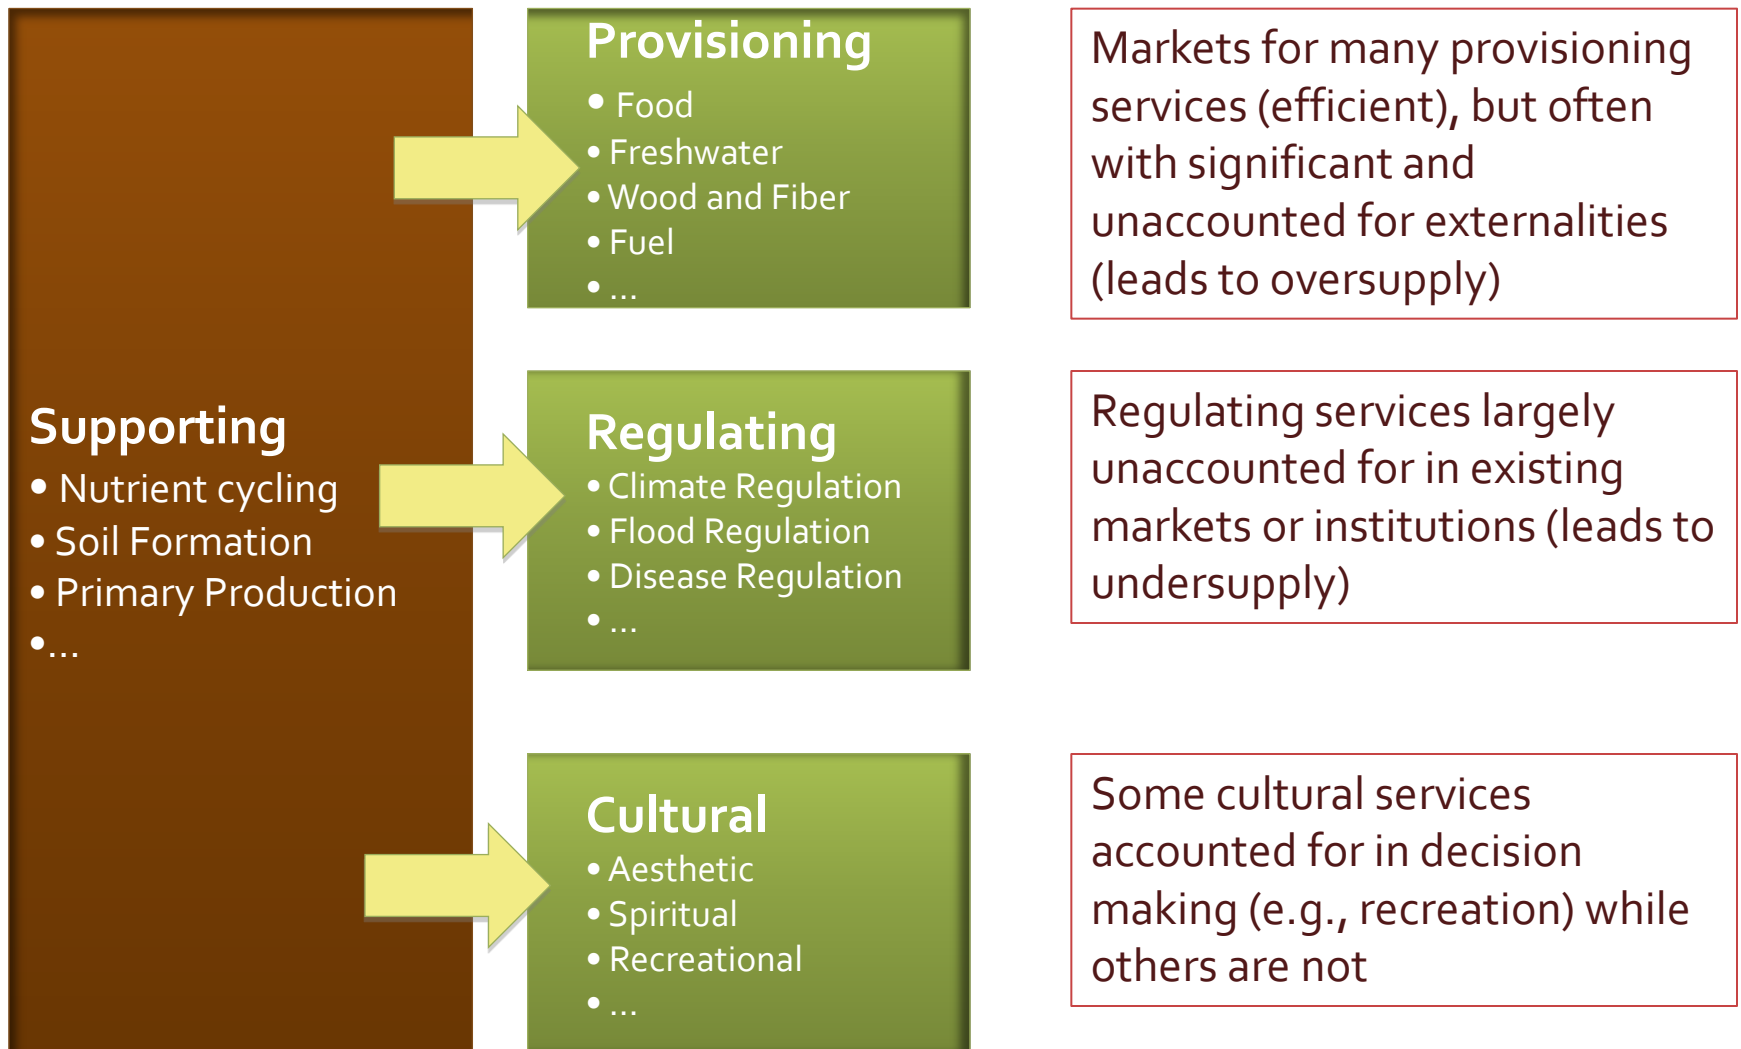 Supporting
• Nutrient cycling
• Soil Formation
• Primary Production
•...
Provisioning
• Food
• Freshwater
• Wood and Fiber
• Fuel
• ...
Markets for many provisioning
services (efficient), but often
with significant and
unaccounted for externalities
(leads to oversupply)
Regulating
• Climate Regulation
• Flood Regulation
• Disease Regulation
• ...
Regulating services largely
unaccounted for in existing
markets or institutions (leads to
undersupply)
Cultural
• Aesthetic
• Spiritual
• Recreational
• ...
Some cultural services
accounted for in decision
making (e.g., recreation) while
others are not